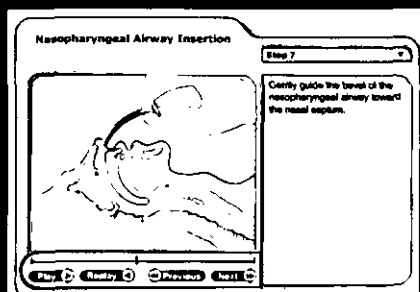 Nasopharyngeal Airway Insertion
Step 7
Gently guide the bevel of the
nasopharyngeal airway toward
the nasal septum.
Play Replay Previous Next